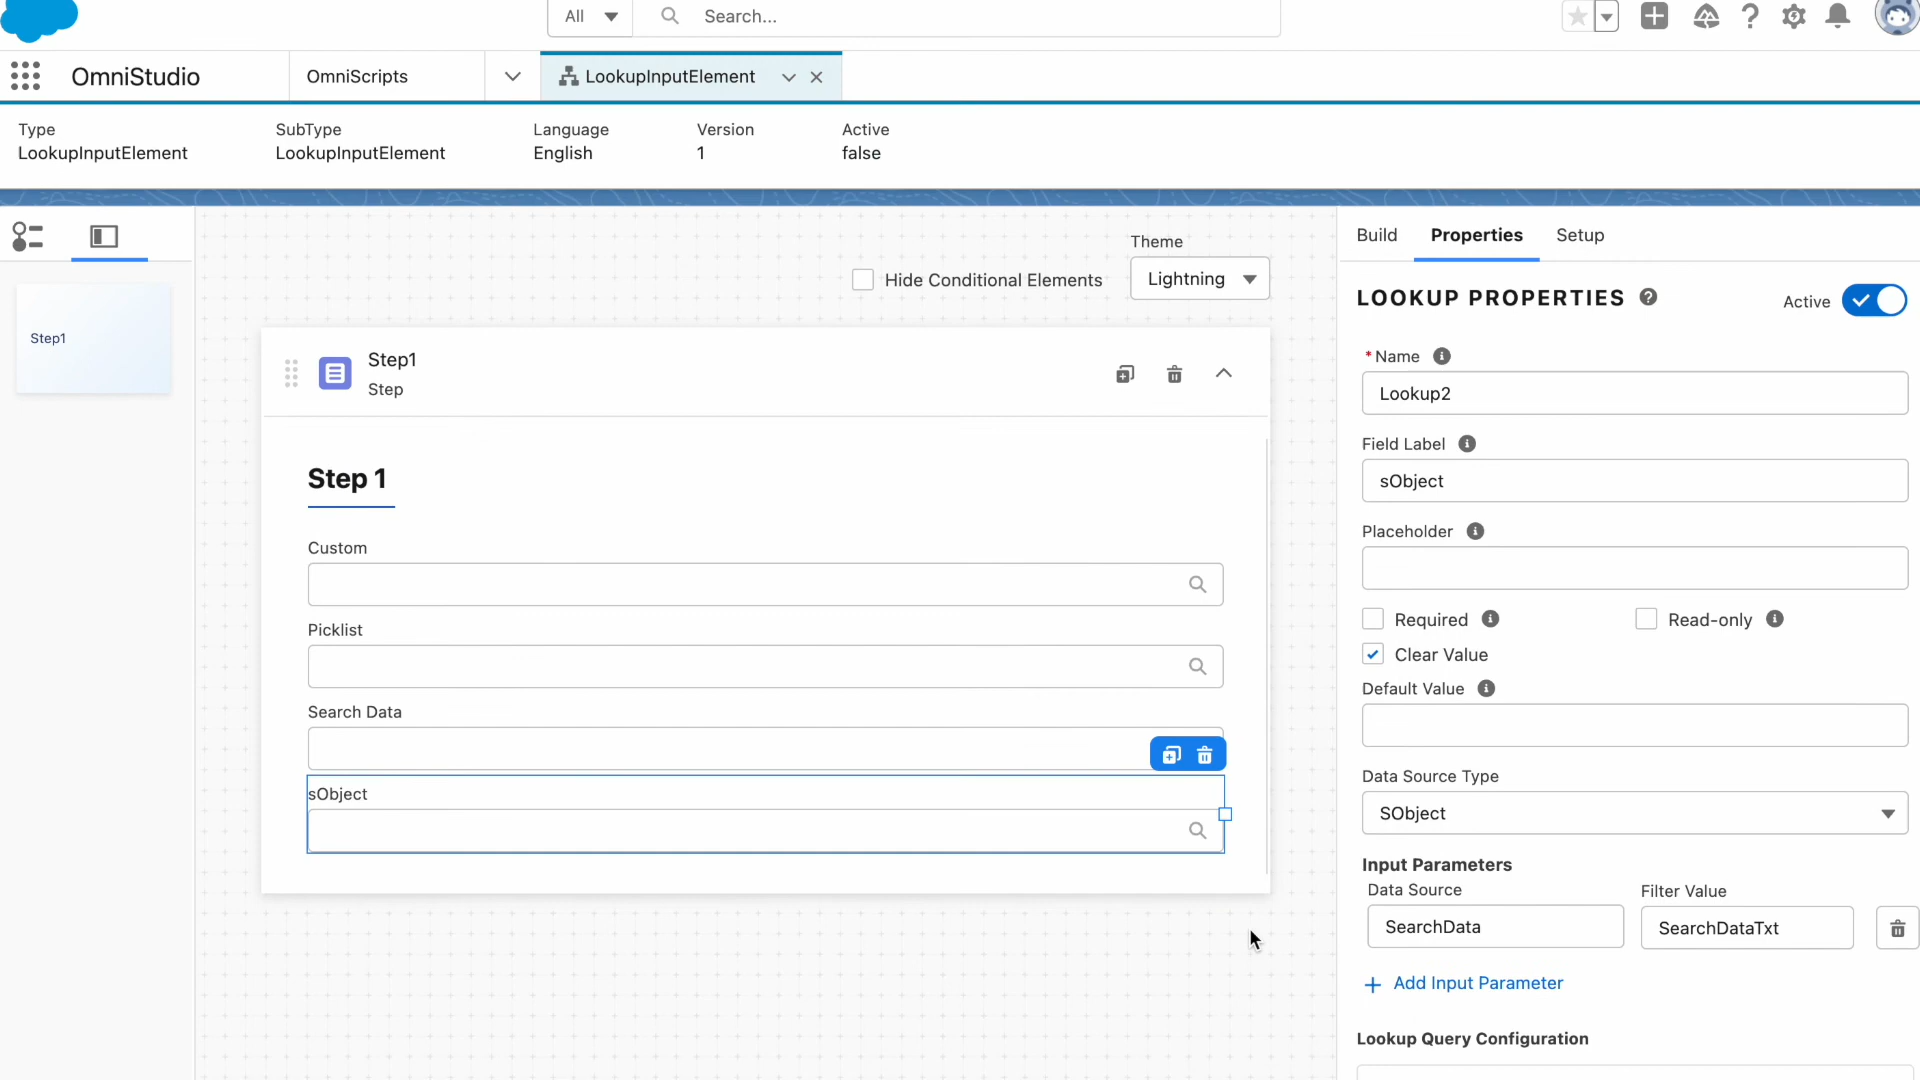 All
Search...
OmniStudio
OmniScripts
LookupInputElement
Type
LookupInputElement
SubType
LookupInputElement
Language
English
Version
1
Active
false
Step1
Hide Conditional Elements
Theme
Lightning
Step1
Step
Step 1
Custom
Picklist
Search Data
sObject
Build Properties Setup
LOOKUP PROPERTIES
Active
* Name
Lookup2
Field Label
sObject
Placeholder
Required
Read-only
Clear Value
Default Value
Data Source Type
SObject
Input Parameters
Data Source
Filter Value
SearchData
SearchDataTxt
Add Input Parameter
Lookup Query Configuration